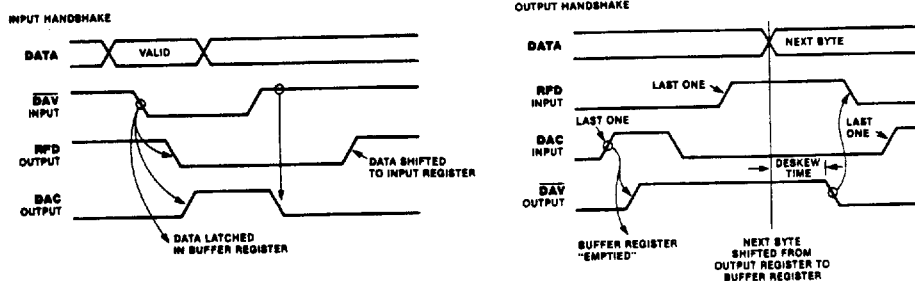 INPUT HANDSHAKE
DATA
VALID
DAV
INPUT
RFD
OUTPUT
DATA SHIFTED
TO INPUT REGISTER
DAC
OUTPUT
DATA LATCHED
IN BUFFER REGISTER
OUTPUT HANDSHAKE
DATA
NEXT BYTE
RFD
INPUT
LAST ONE
LAST ONE
DAC
INPUT
LAST
ONE
DESKEW
TIME
DAV
OUTPUT
BUFFER REGISTER
"EMPTIED"
NEXT BYTE
SHIFTED FROM
OUTPUT REGISTER TO
BUFFER REGISTER